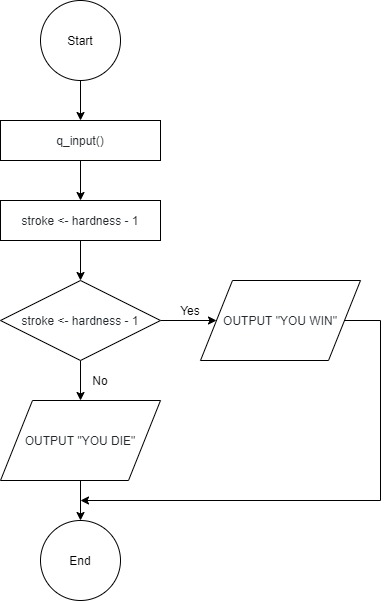 Start
q_input()
stroke <- hardness - 1
stroke <- hardness - 1
Yes
OUTPUT "YOU WIN"
No
OUTPUT "YOU DIE"
End